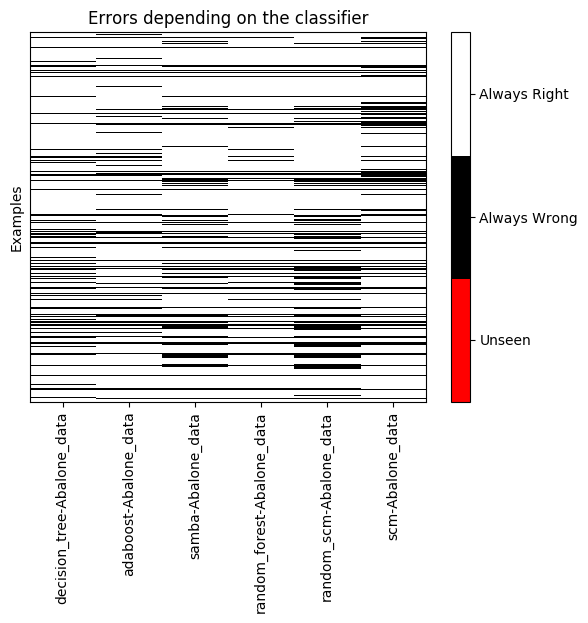 Errors depending on the classifier
Examples
Always Right
Always Wrong
Unseen
decision_tree-Abalone_data
adaboost-Abalone_data
samba-Abalone_data
random_forest-Abalone_data
random_scm-Abalone_data
scm-Abalone_data